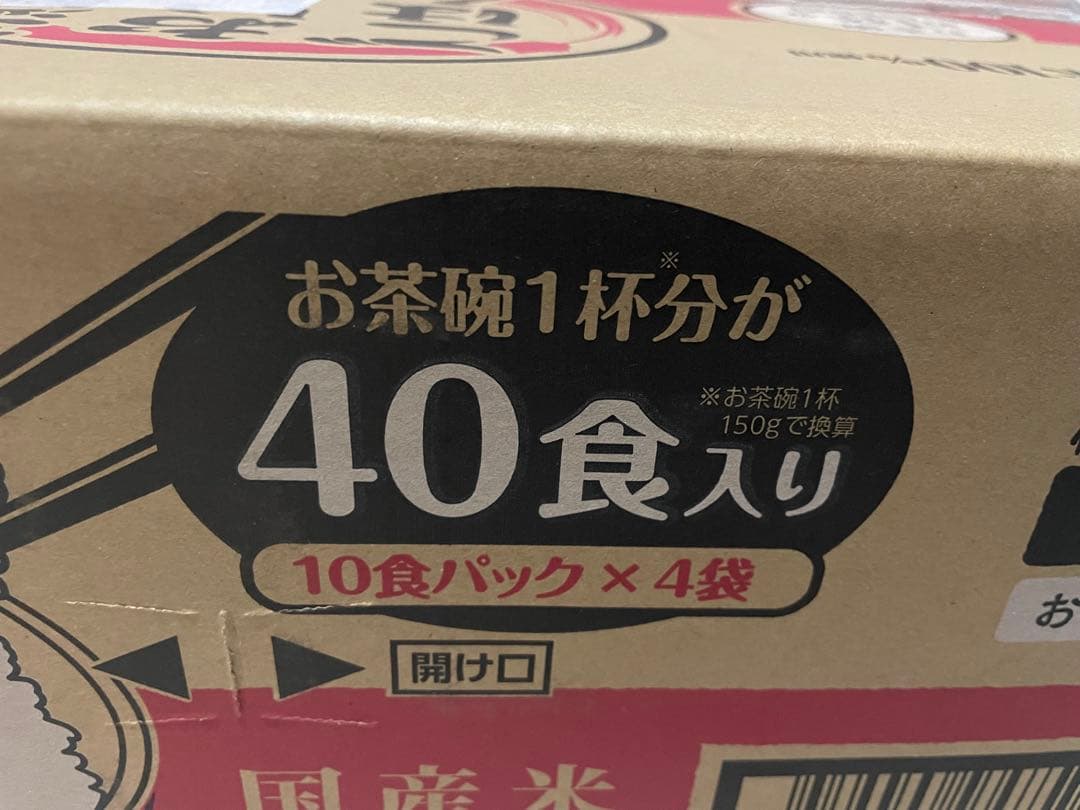 お茶碗1杯※分が
40食入り
※お茶碗1杯
150gで換算
10食パック×4袋
開け口
国産米
お